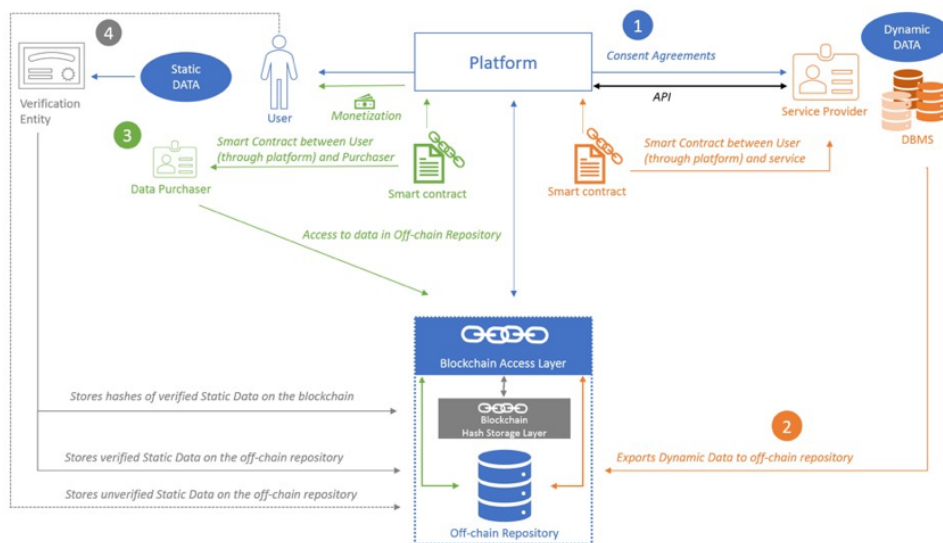 4
Verification
Entity
Static
DATA
User
Platform
1
Consent Agreements
API
Dynamic
DATA
Service Provider
DBMS
Monetization
3
Data Purchaser
Smart Contract between User
(through platform) and Purchaser
Smart contract
Smart contract
Smart Contract between User
(through platform) and service
Access to data in Off-chain Repository
Blockchain Access Layer
Blockchain
Hash Storage Layer
Off-chain Repository
Stores hashes of verified Static Data on the blockchain
Stores verified Static Data on the off-chain repository
Stores unverified Static Data on the off-chain repository
2
Exports Dynamic Data to off-chain repository